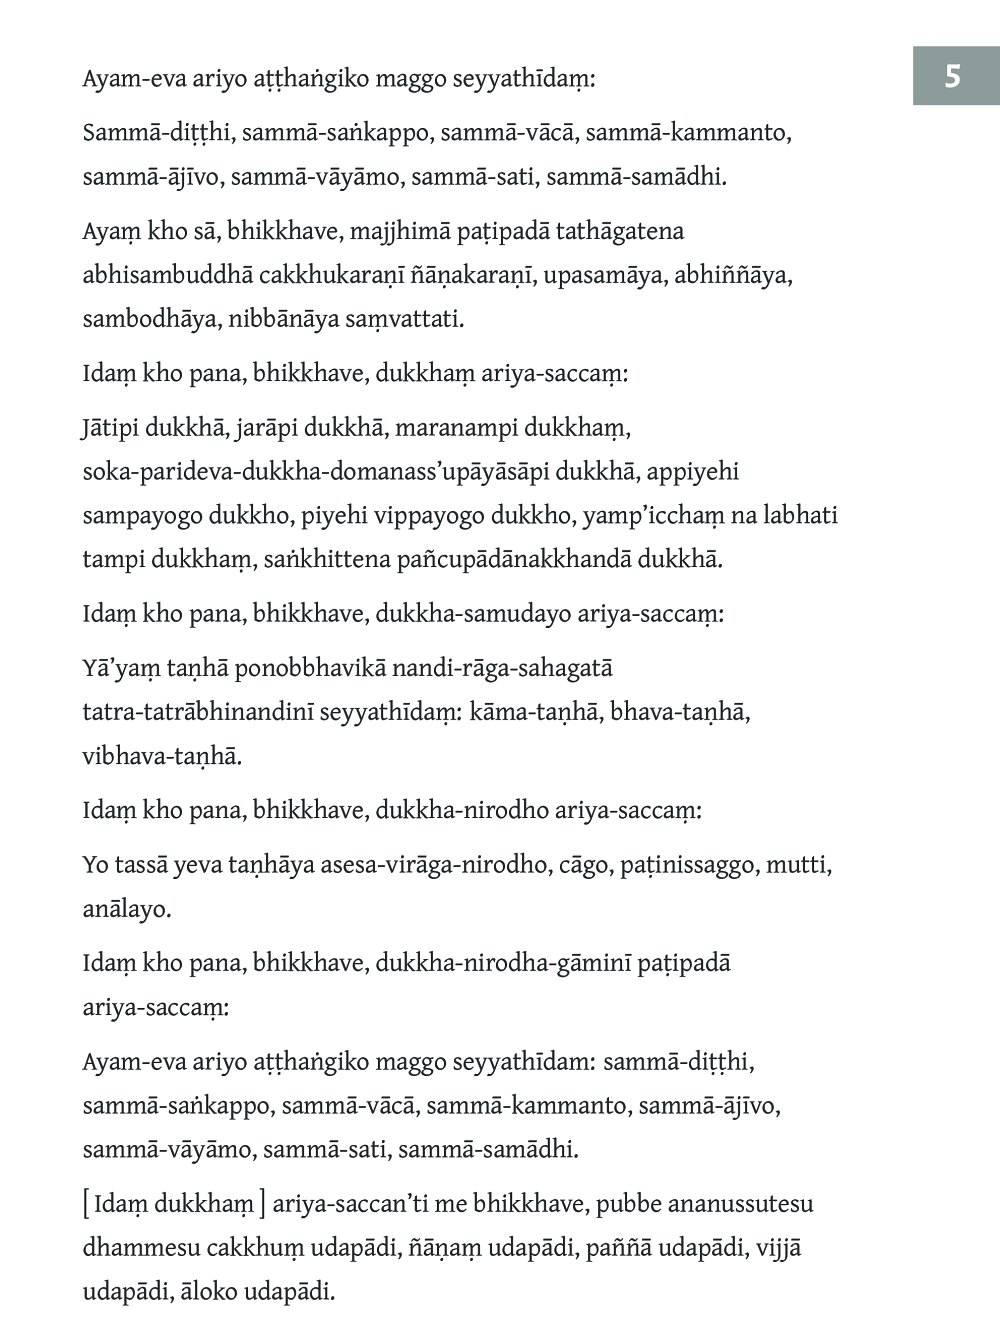 5
Ayam-eva ariyo aṭṭhaṅgiko maggo seyyathīdaṃ:
Sammā-diṭṭhi, sammā-saṅkappo, sammā-vācā, sammā-kammanto,
sammā-ājīvo, sammā-vāyāmo, sammā-sati, sammā-samādhi.
Ayaṃ kho sā, bhikkhave, majjhimā paṭipadā tathāgatena
abhisambuddhā cakkhukaraṇī ñāṇakaraṇī, upasamāya, abhiññāya,
sambodhāya, nibbānāya saṃvattati.
Idaṃ kho pana, bhikkhave, dukkhaṃ ariya-saccaṃ:
Jātipi dukkhā, jarāpi dukkhā, maranampi dukkhaṃ,
soka-parideva-dukkha-domanass’upāyāsāpi dukkhā, appiyehi
sampayogo dukkho, piyehi vippayogo dukkho, yamp’icchaṃ na labhati
tampi dukkhaṃ, saṅkhittena pañcupādānakkhandā dukkhā.
Idaṃ kho pana, bhikkhave, dukkha-samudayo ariya-saccaṃ:
Yā’yaṃ taṇhā ponobbhavikā nandi-rāga-sahagatā
tatra-tatrābhinandinī seyyathīdaṃ: kāma-taṇhā, bhava-taṇhā,
vibhava-taṇhā.
Idaṃ kho pana, bhikkhave, dukkha-nirodho ariya-saccaṃ:
Yo tassā yeva taṇhāya asesa-virāga-nirodho, cāgo, paṭinissaggo, mutti,
anālayo.
Idaṃ kho pana, bhikkhave, dukkha-nirodha-gāminī paṭipadā
ariya-saccaṃ:
Ayam-eva ariyo aṭṭhaṅgiko maggo seyyathīdam: sammā-diṭṭhi,
sammā-saṅkappo, sammā-vācā, sammā-kammanto, sammā-ājīvo,
sammā-vāyāmo, sammā-sati, sammā-samādhi.
[ Idaṃ dukkhaṃ ] ariya-saccan’ti me bhikkhave, pubbe ananussutesu
dhammesu cakkhuṃ udapādi, ñāṇaṃ udapādi, paññā udapādi, vijjā
udapādi, āloko udapādi.